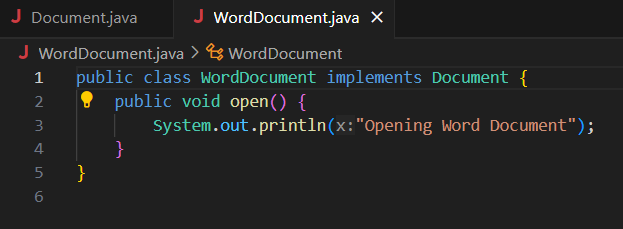 J Document.java J WordDocument.java ×
J WordDocument.java > WordDocument
1 public class WordDocument implements Document {
2     public void open() {
3         System.out.println(x:"Opening Word Document");
4     }
5 }
6